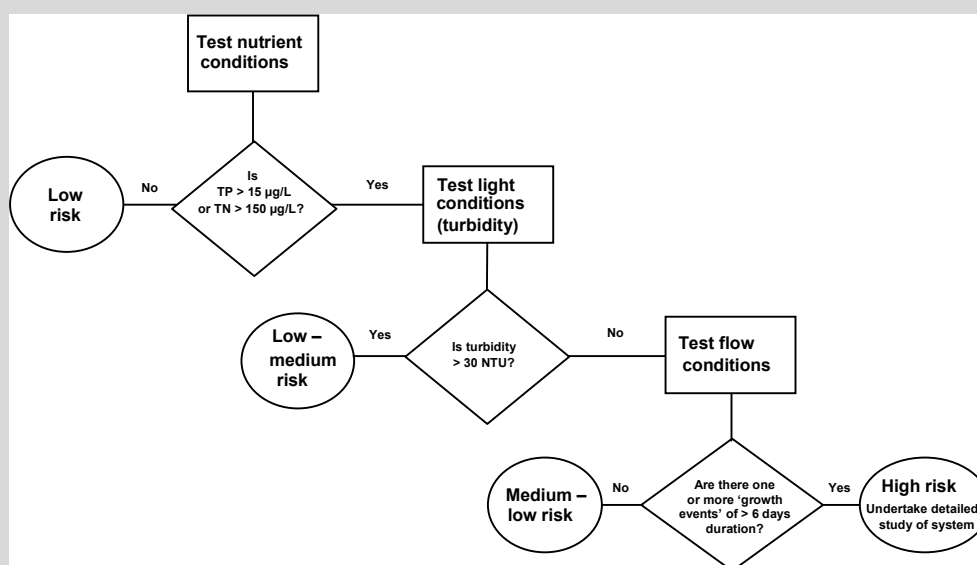 Test nutrient
conditions
Low
risk
No
Is
TP > 15 µg/L
or TN > 150 µg/L?
Yes
Test light
conditions
(turbidity)
Low –
medium
risk
Yes
Is turbidity
> 30 NTU?
No
Test flow
conditions
Medium –
low risk
No
Are there one
or more ‘growth
events’ of > 6 days
duration?
Yes
High risk
Undertake detailed
study of system